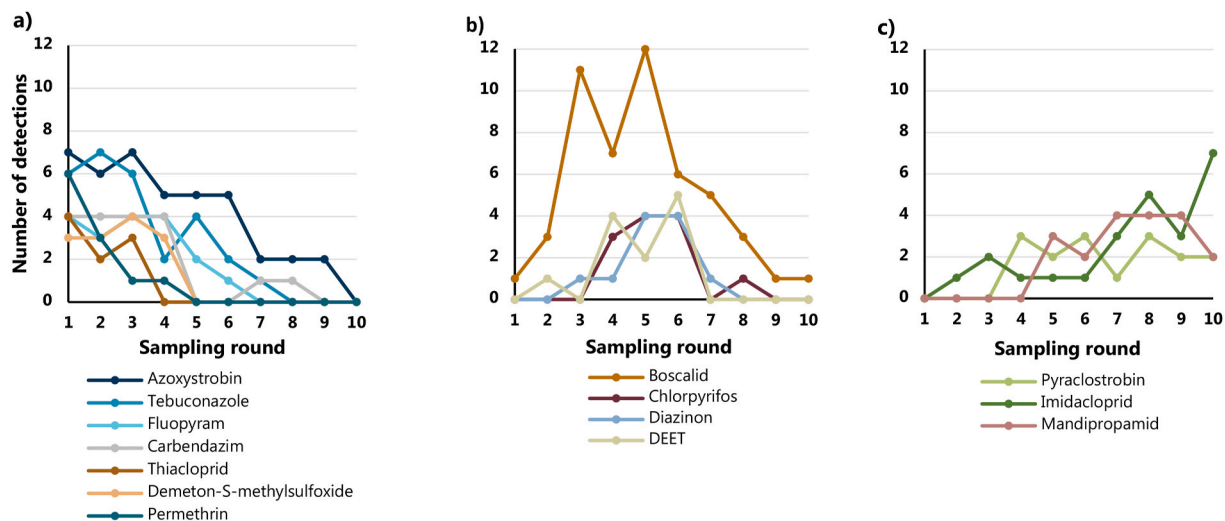 a)
Number of detections
12
10
8
6
4
2
0
1 2 3 4 5 6 7 8 9 10
Sampling round
Azoxystrobin
Tebuconazole
Fluopyram
Carbendazim
Thiacloprid
Demeton-S-methylsulfoxide
Permethrin
b)
12
10
8
6
4
2
0
1 2 3 4 5 6 7 8 9 10
Sampling round
Boscalid
Chlorpyrifos
Diazinon
DEET
c)
12
10
8
6
4
2
0
1 2 3 4 5 6 7 8 9 10
Sampling round
Pyraclostrobin
Imidacloprid
Mandipropamid